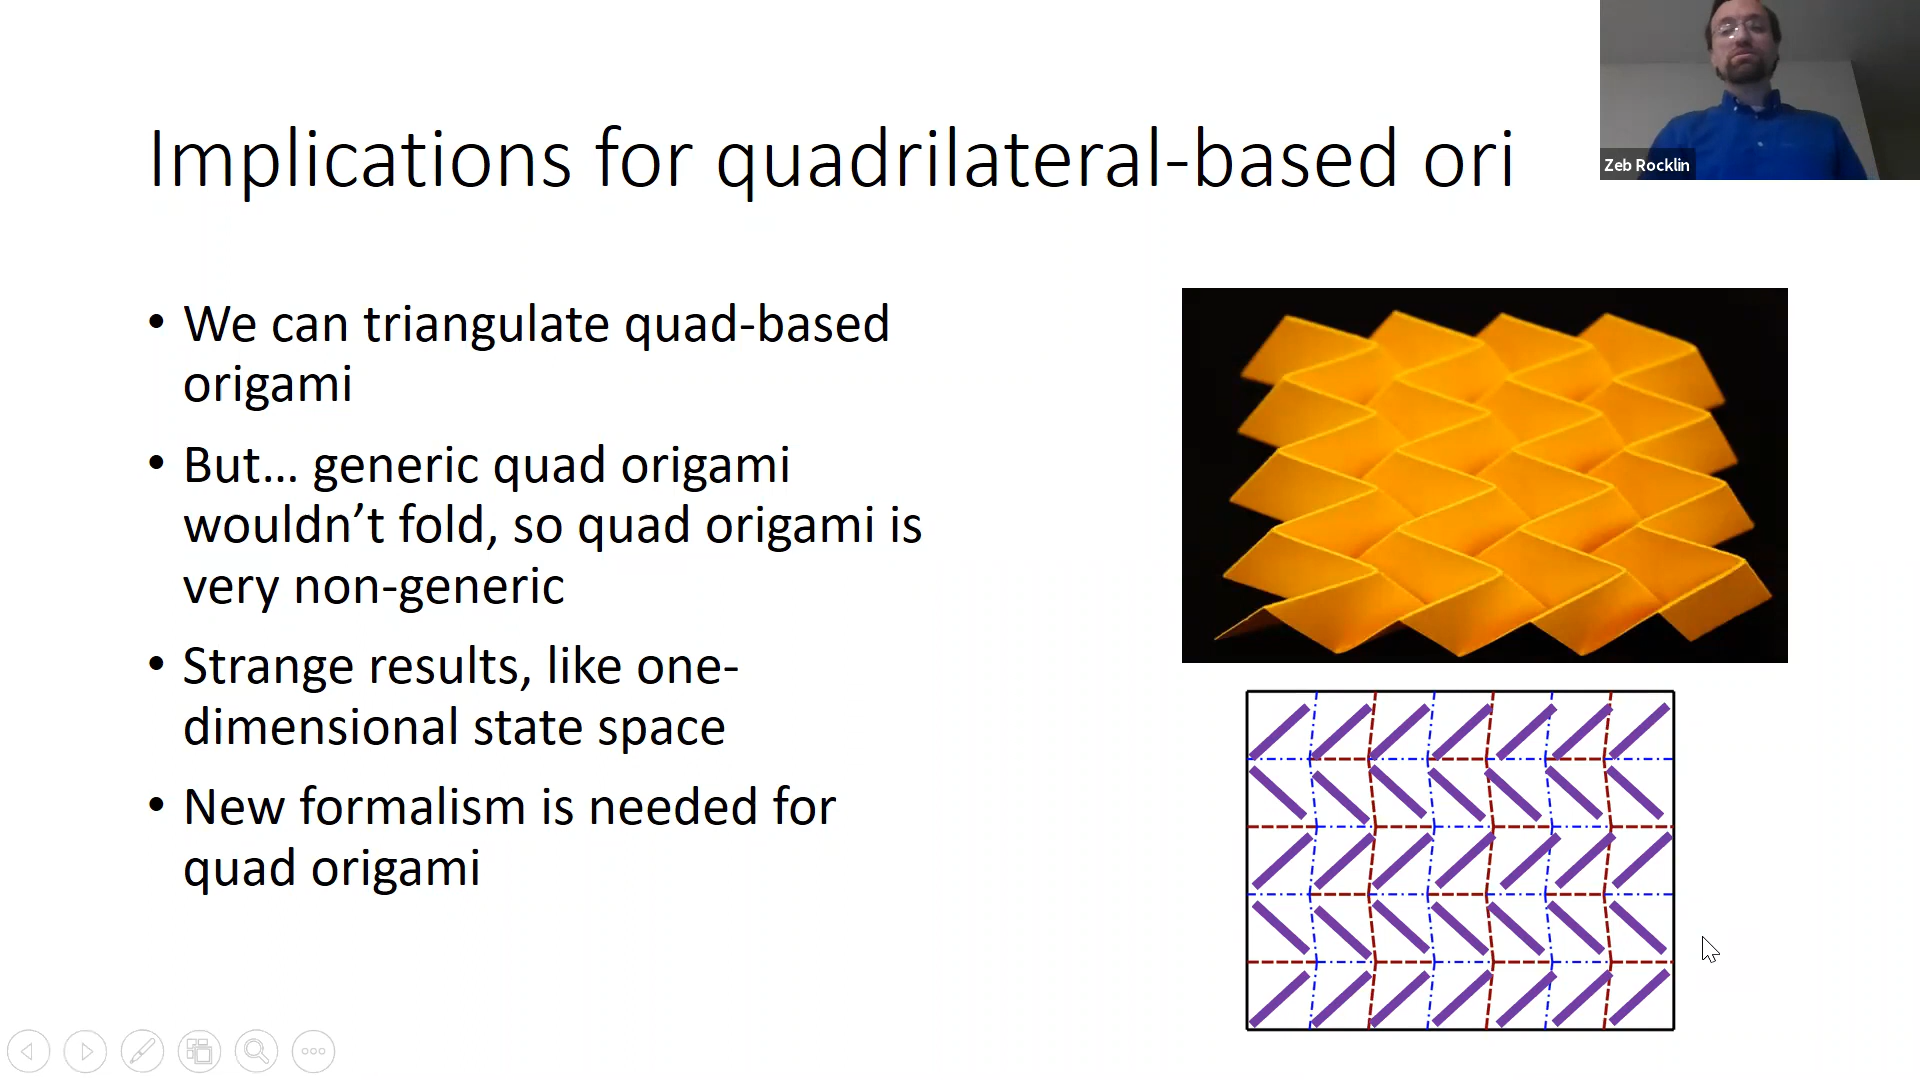 Implications for quadrilateral-based ori
Zeb Rocklin
• We can triangulate quad-based
origami
• But… generic quad origami
wouldn’t fold, so quad origami is
very non-generic
• Strange results, like one-
dimensional state space
• New formalism is needed for
quad origami